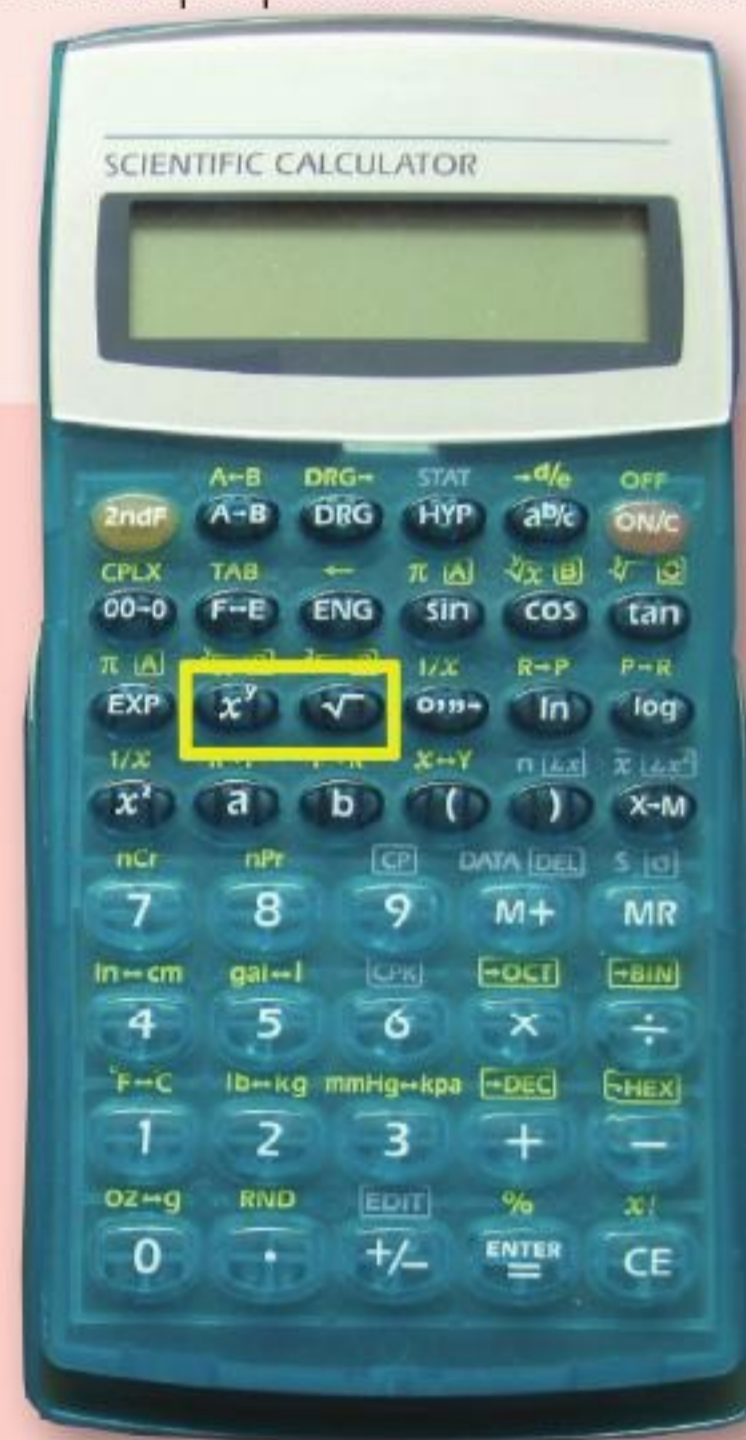 SCIENTIFIC CALCULATOR
A↔B DRG→ STAT →d/e OFF
2ndF A→B DRG HYP ab/c ON/C
CPLX TAB ← π A B
00→0 F↔E ENG sin cos tan
π A 1/x R→P P→R
EXP xʸ √ ln log
1/x X↔Y
x² a b ( ) X→M
nCr nPr CP DATA DEL S σ
7 8 9 M+ MR
in↔cm gal↔l CPK →OCT →BIN
4 5 6 × ÷
°F↔C lb↔kg mmHg↔kpa →DEC →HEX
1 2 3 + −
oz↔g RND EDIT % x!
0 . +/− ENTER = CE